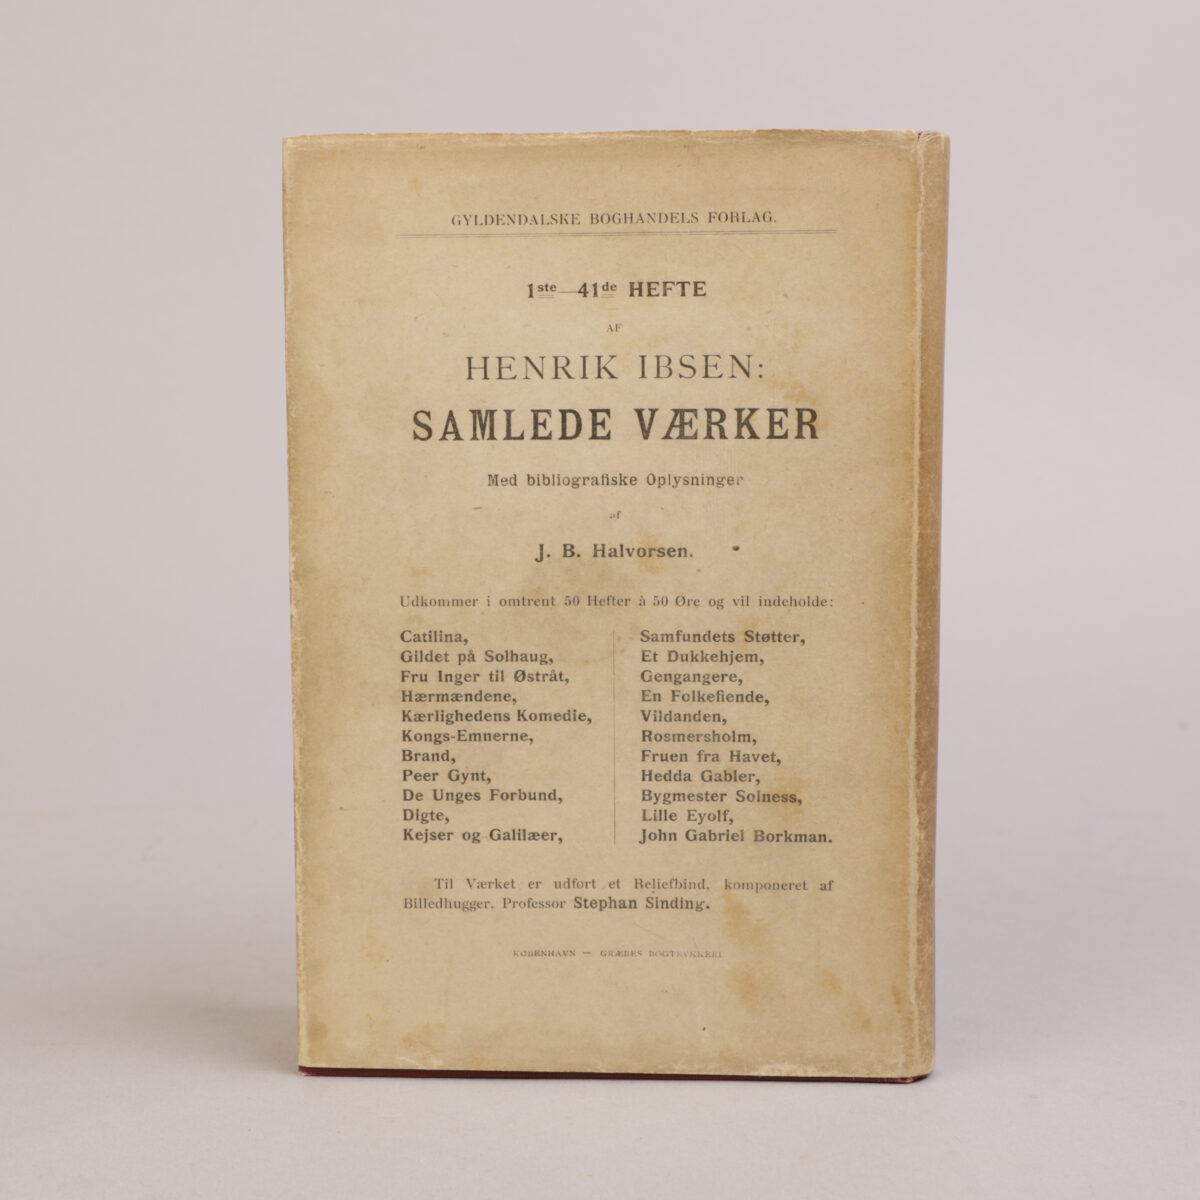 GYLDENDALSKE BOGHANDELS FORLAG.
1ste—41de HEFTE
AF
HENRIK IBSEN:
SAMLEDE VÆRKER
Med bibliografiske Oplysninger
af
J. B. Halvorsen.
Udkommer i omtrent 50 Hefter à 50 Øre og vil indeholde:
Catilina,
Gildet på Solhaug,
Fru Inger til Østråt,
Hærmændene,
Kærlighedens Komedie,
Kongs-Emnerne,
Brand,
Peer Gynt,
De Unges Forbund,
Digte,
Kejser og Galilæer,
Samfundets Støtter,
Et Dukkehjem,
Gengangere,
En Folkefiende,
Vildanden,
Rosmersholm,
Fruen fra Havet,
Hedda Gabler,
Bygmester Solness,
Lille Eyolf,
John Gabriel Borkman.
Til Værket er udført et Reliefbind, komponeret af
Billedhugger, Professor Stephan Sinding.
KØBENHAVN — GRÆBES BOGTRYKKERI